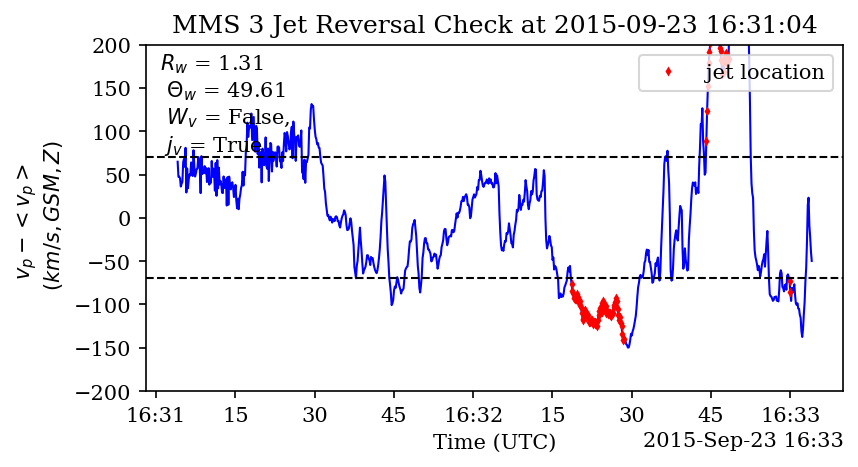 MMS 3 Jet Reversal Check at 2015-09-23 16:31:04
R_w = 1.31
Θ_w = 49.61
W_v = False,
j_v = True
jet location
200
150
100
50
0
−50
−100
−150
−200
v_p − < v_p >
(km/s, GSM, Z)
16:31 15 30 45 16:32 15 30 45 16:33
Time (UTC)
2015-Sep-23 16:33